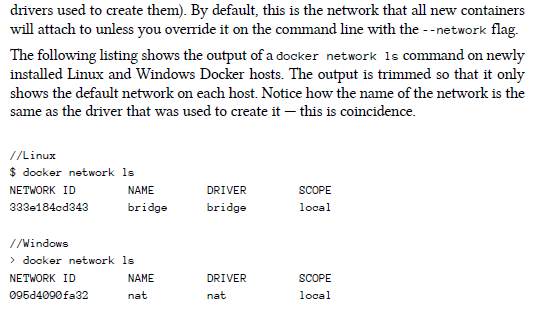 drivers used to create them). By default, this is the network that all new containers
will attach to unless you override it on the command line with the --network flag.
The following listing shows the output of a docker network ls command on newly
installed Linux and Windows Docker hosts. The output is trimmed so that it only
shows the default network on each host. Notice how the name of the network is the
same as the driver that was used to create it — this is coincidence.
//Linux
$ docker network ls
NETWORK ID NAME DRIVER SCOPE
333e184cd343 bridge bridge local
//Windows
> docker network ls
NETWORK ID NAME DRIVER SCOPE
095d4090fa32 nat nat local